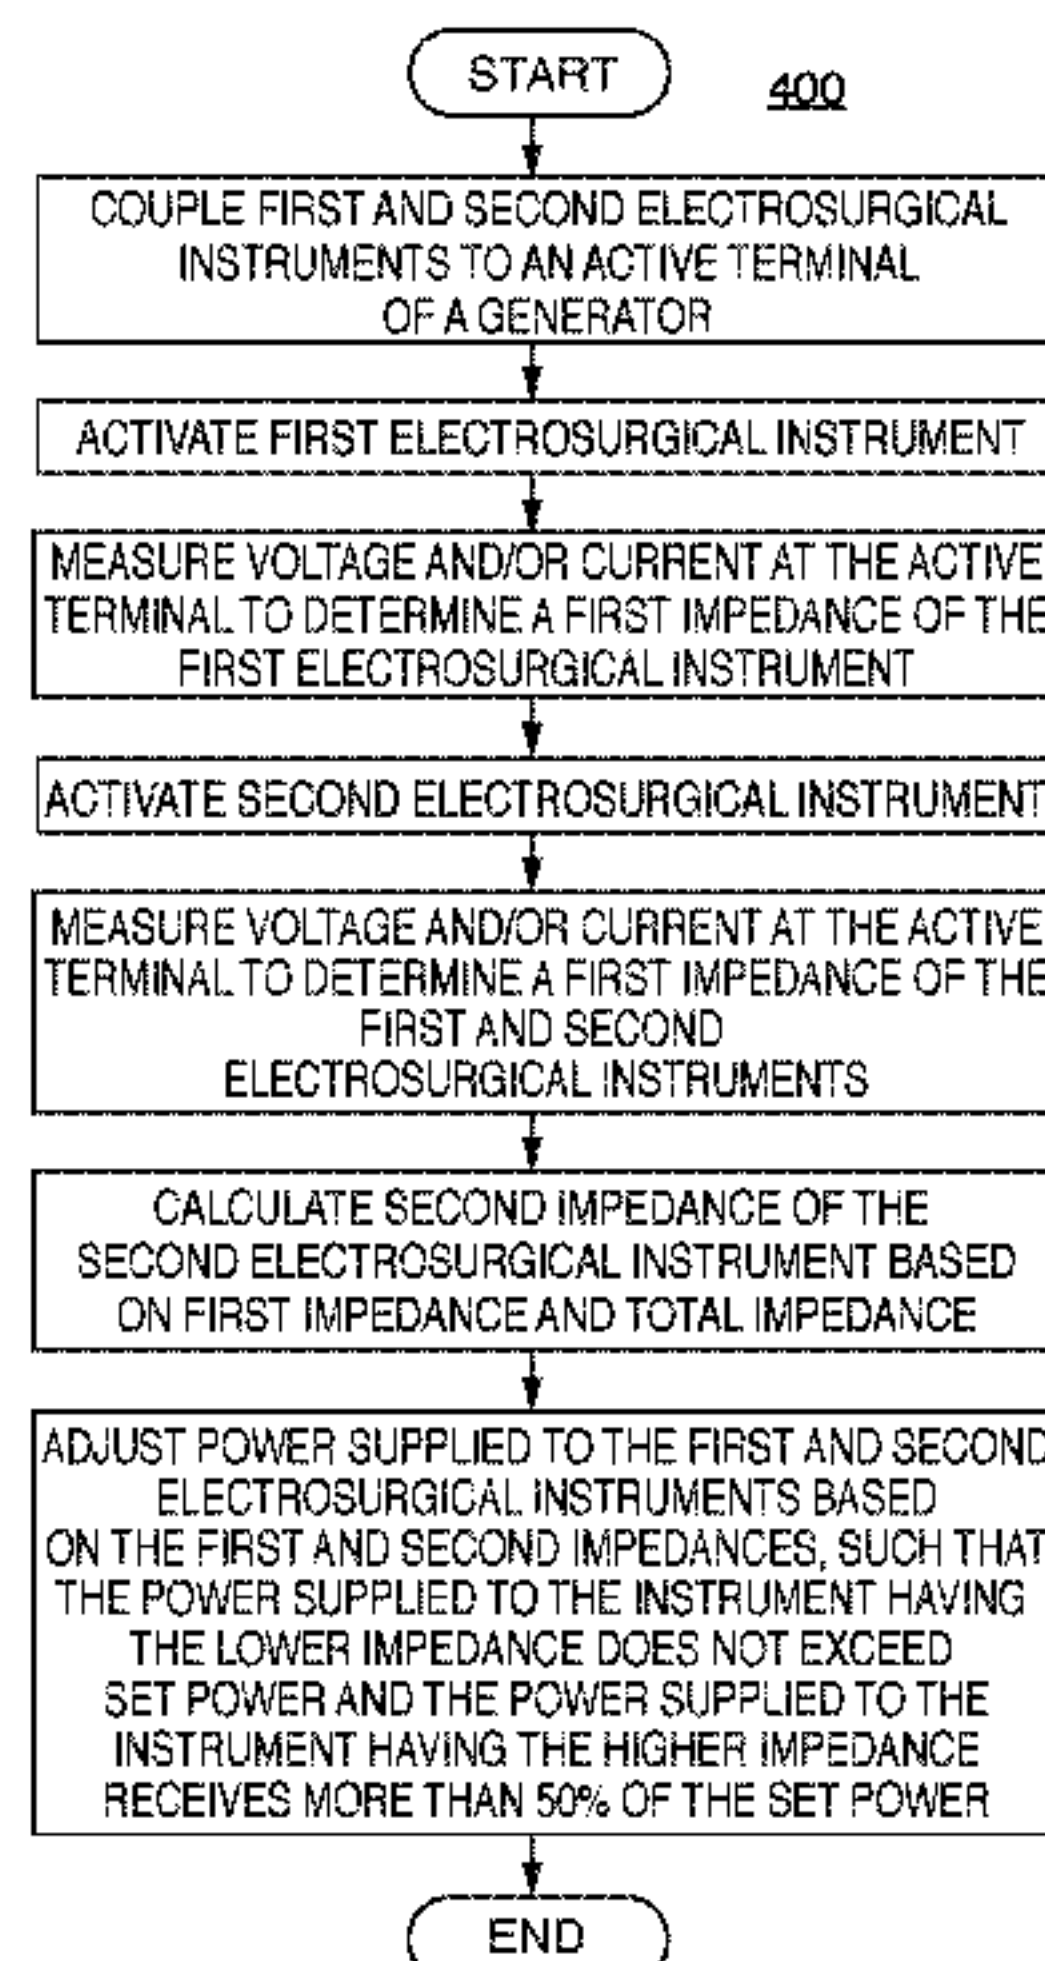 START
400
COUPLE FIRST AND SECOND ELECTROSURGICAL
INSTRUMENTS TO AN ACTIVE TERMINAL
OF A GENERATOR
ACTIVATE FIRST ELECTROSURGICAL INSTRUMENT
MEASURE VOLTAGE AND/OR CURRENT AT THE ACTIVE
TERMINAL TO DETERMINE A FIRST IMPEDANCE OF THE
FIRST ELECTROSURGICAL INSTRUMENT
ACTIVATE SECOND ELECTROSURGICAL INSTRUMENT
MEASURE VOLTAGE AND/OR CURRENT AT THE ACTIVE
TERMINAL TO DETERMINE A FIRST IMPEDANCE OF THE
FIRST AND SECOND
ELECTROSURGICAL INSTRUMENTS
CALCULATE SECOND IMPEDANCE OF THE
SECOND ELECTROSURGICAL INSTRUMENT BASED
ON FIRST IMPEDANCE AND TOTAL IMPEDANCE
ADJUST POWER SUPPLIED TO THE FIRST AND SECOND
ELECTROSURGICAL INSTRUMENTS BASED
ON THE FIRST AND SECOND IMPEDANCES, SUCH THAT
THE POWER SUPPLIED TO THE INSTRUMENT HAVING
THE LOWER IMPEDANCE DOES NOT EXCEED
SET POWER AND THE POWER SUPPLIED TO THE
INSTRUMENT HAVING THE HIGHER IMPEDANCE
RECEIVES MORE THAN 50% OF THE SET POWER
END